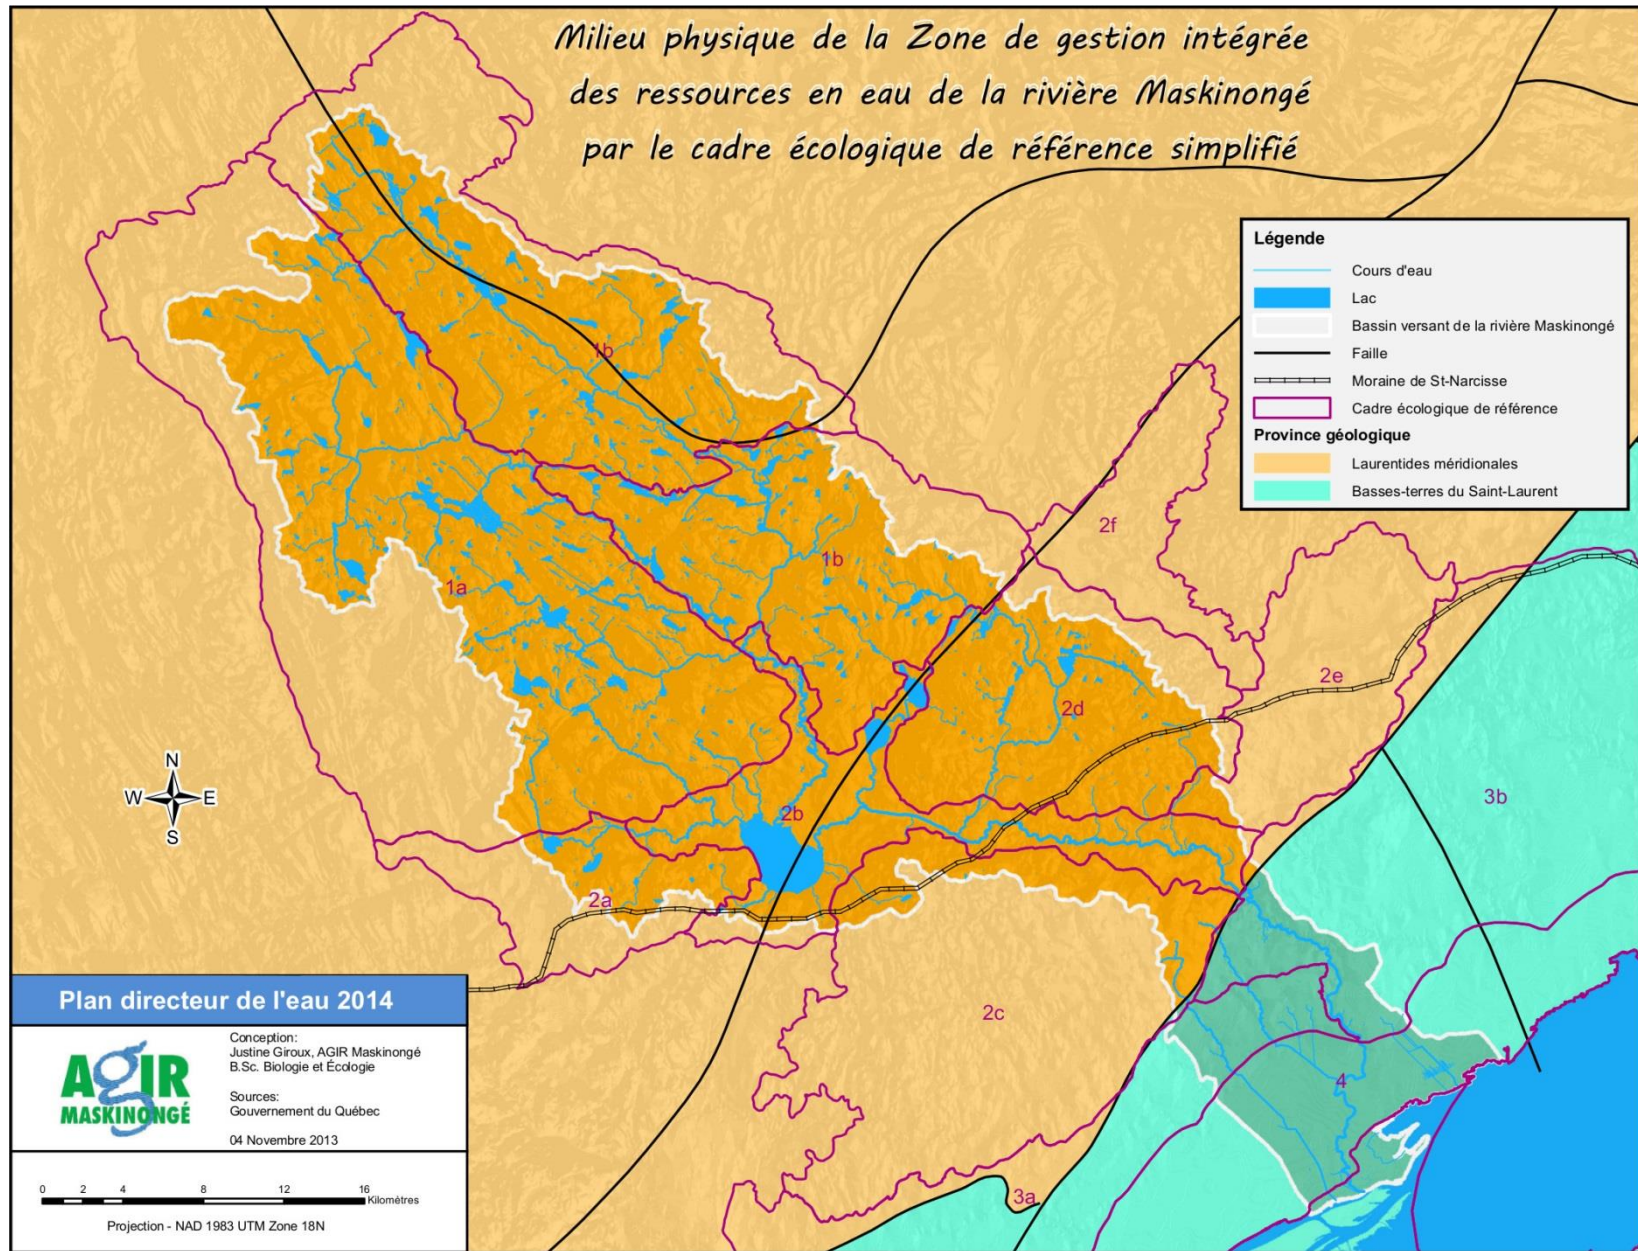 Milieu physique de la Zone de gestion intégrée
des ressources en eau de la rivière Maskinongé
par le cadre écologique de référence simplifié
Légende
Cours d'eau
Lac
Bassin versant de la rivière Maskinongé
Faille
Moraine de St-Narcisse
Cadre écologique de référence
Province géologique
Laurentides méridionales
Basses-terres du Saint-Laurent
1b
2f
1b
1a
2e
2d
3b
2b
2a
2c
4
3a
N
W E
S
Plan directeur de l'eau 2014
AGIR
MASKINONGÉ
Conception:
Justine Giroux, AGIR Maskinongé
B.Sc. Biologie et Écologie
Sources:
Gouvernement du Québec
04 Novembre 2013
0 2 4 8 12 16
Kilomètres
Projection - NAD 1983 UTM Zone 18N